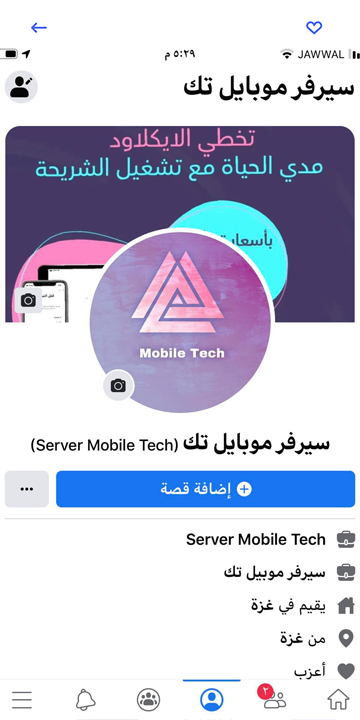 ٥:٢٩ م
JAWWAL
سيرفر موبايل تك
تخطي الايكلاود
مدي الحياة مع تشغيل الشريحة
بأسعار
Mobile Tech
سيرفر موبايل تك (Server Mobile Tech)
إضافة قصة
Server Mobile Tech
سيرفر موبيل تك
يقيم في غزة
من غزة
أعزب
٢